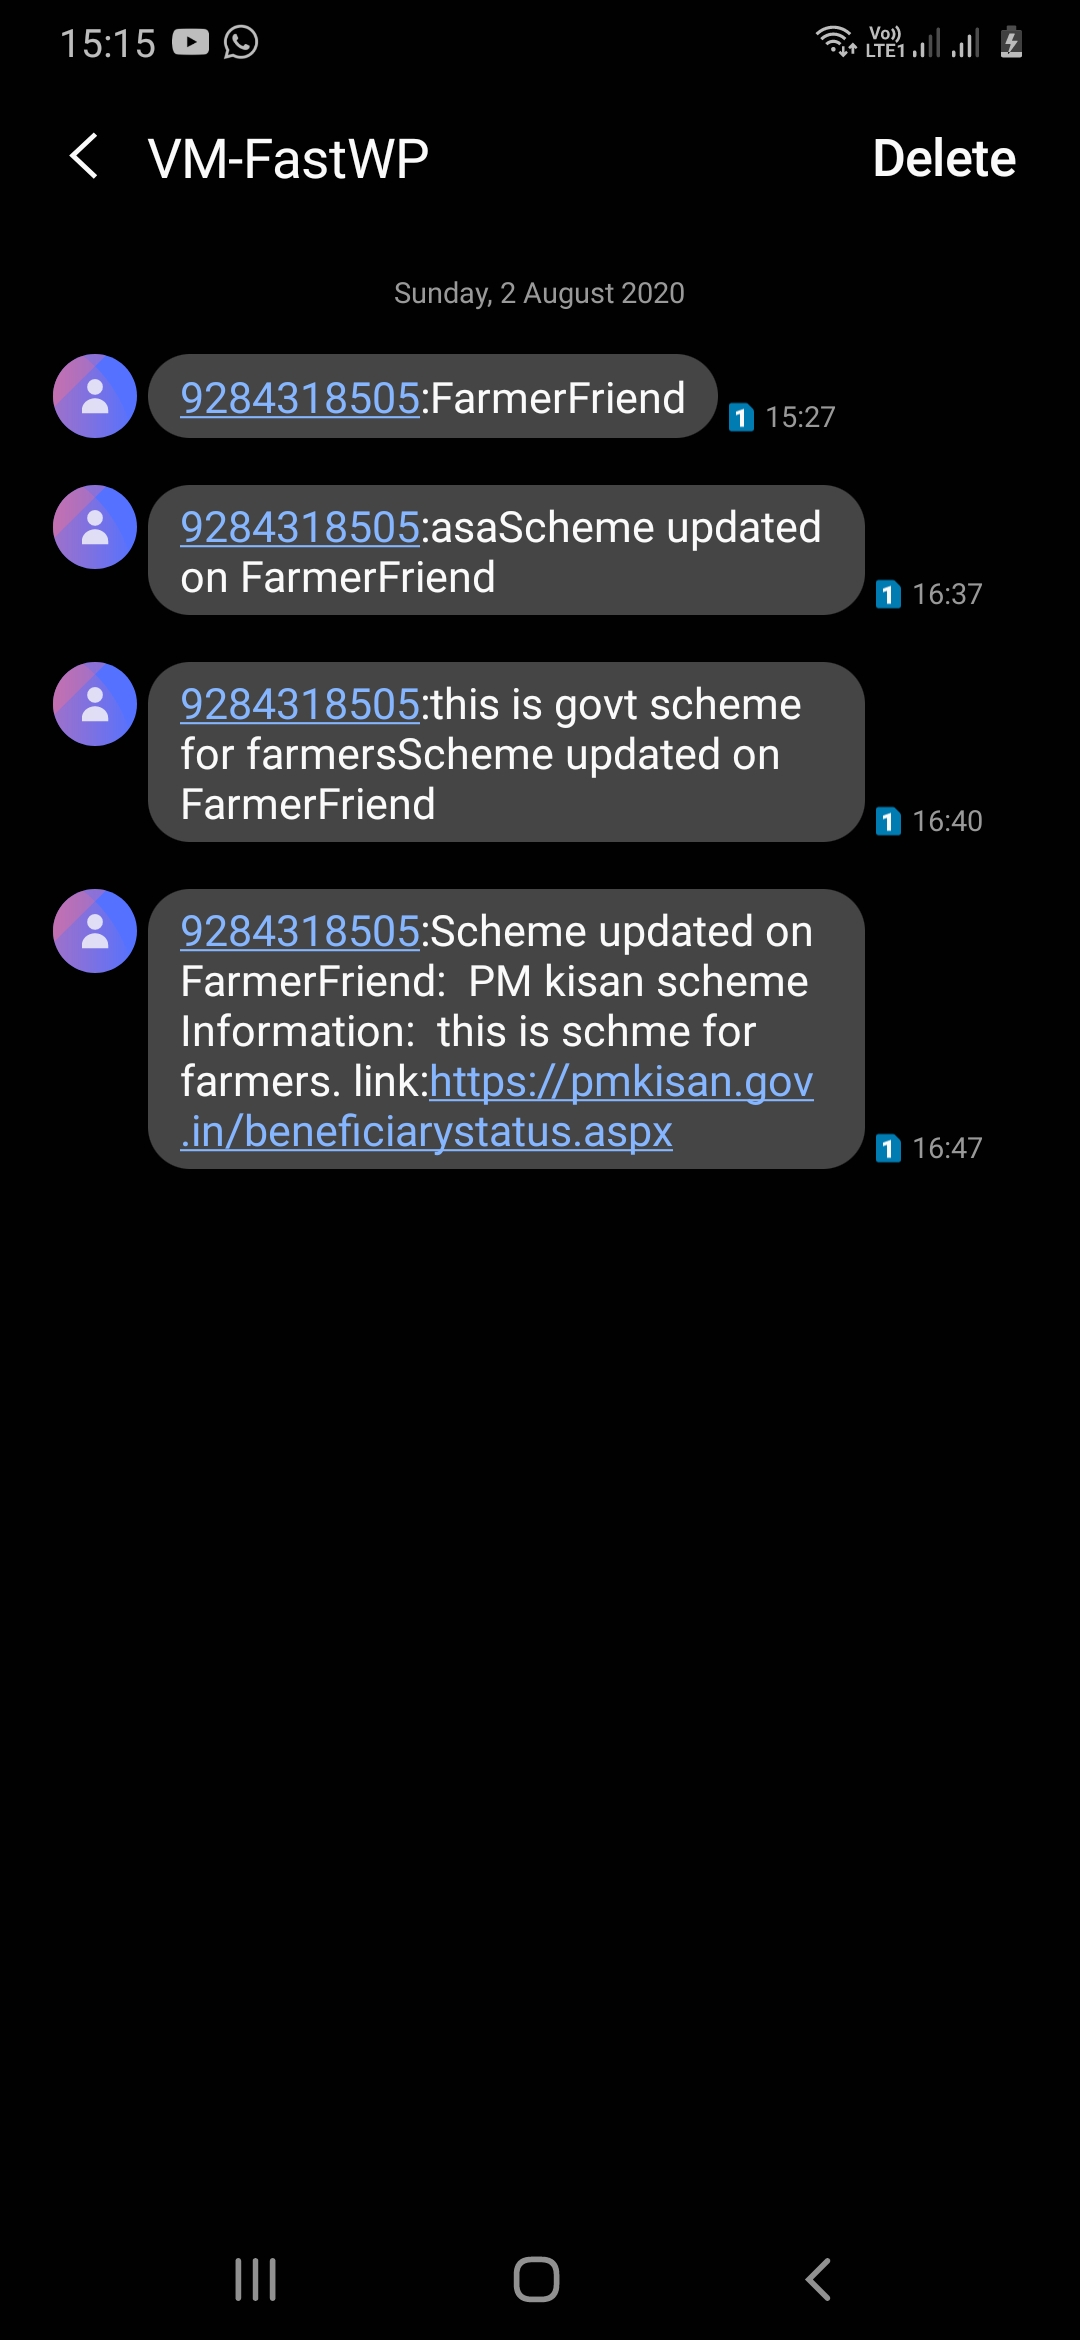 15:15
Vo)) LTE1
VM-FastWP
Delete
Sunday, 2 August 2020
9284318505:FarmerFriend
1 15:27
9284318505:asaScheme updated
on FarmerFriend
1 16:37
9284318505:this is govt scheme
for farmersScheme updated on
FarmerFriend
1 16:40
9284318505:Scheme updated on
FarmerFriend:  PM kisan scheme
Information:  this is schme for
farmers. link:https://pmkisan.gov
.in/beneficiarystatus.aspx
1 16:47